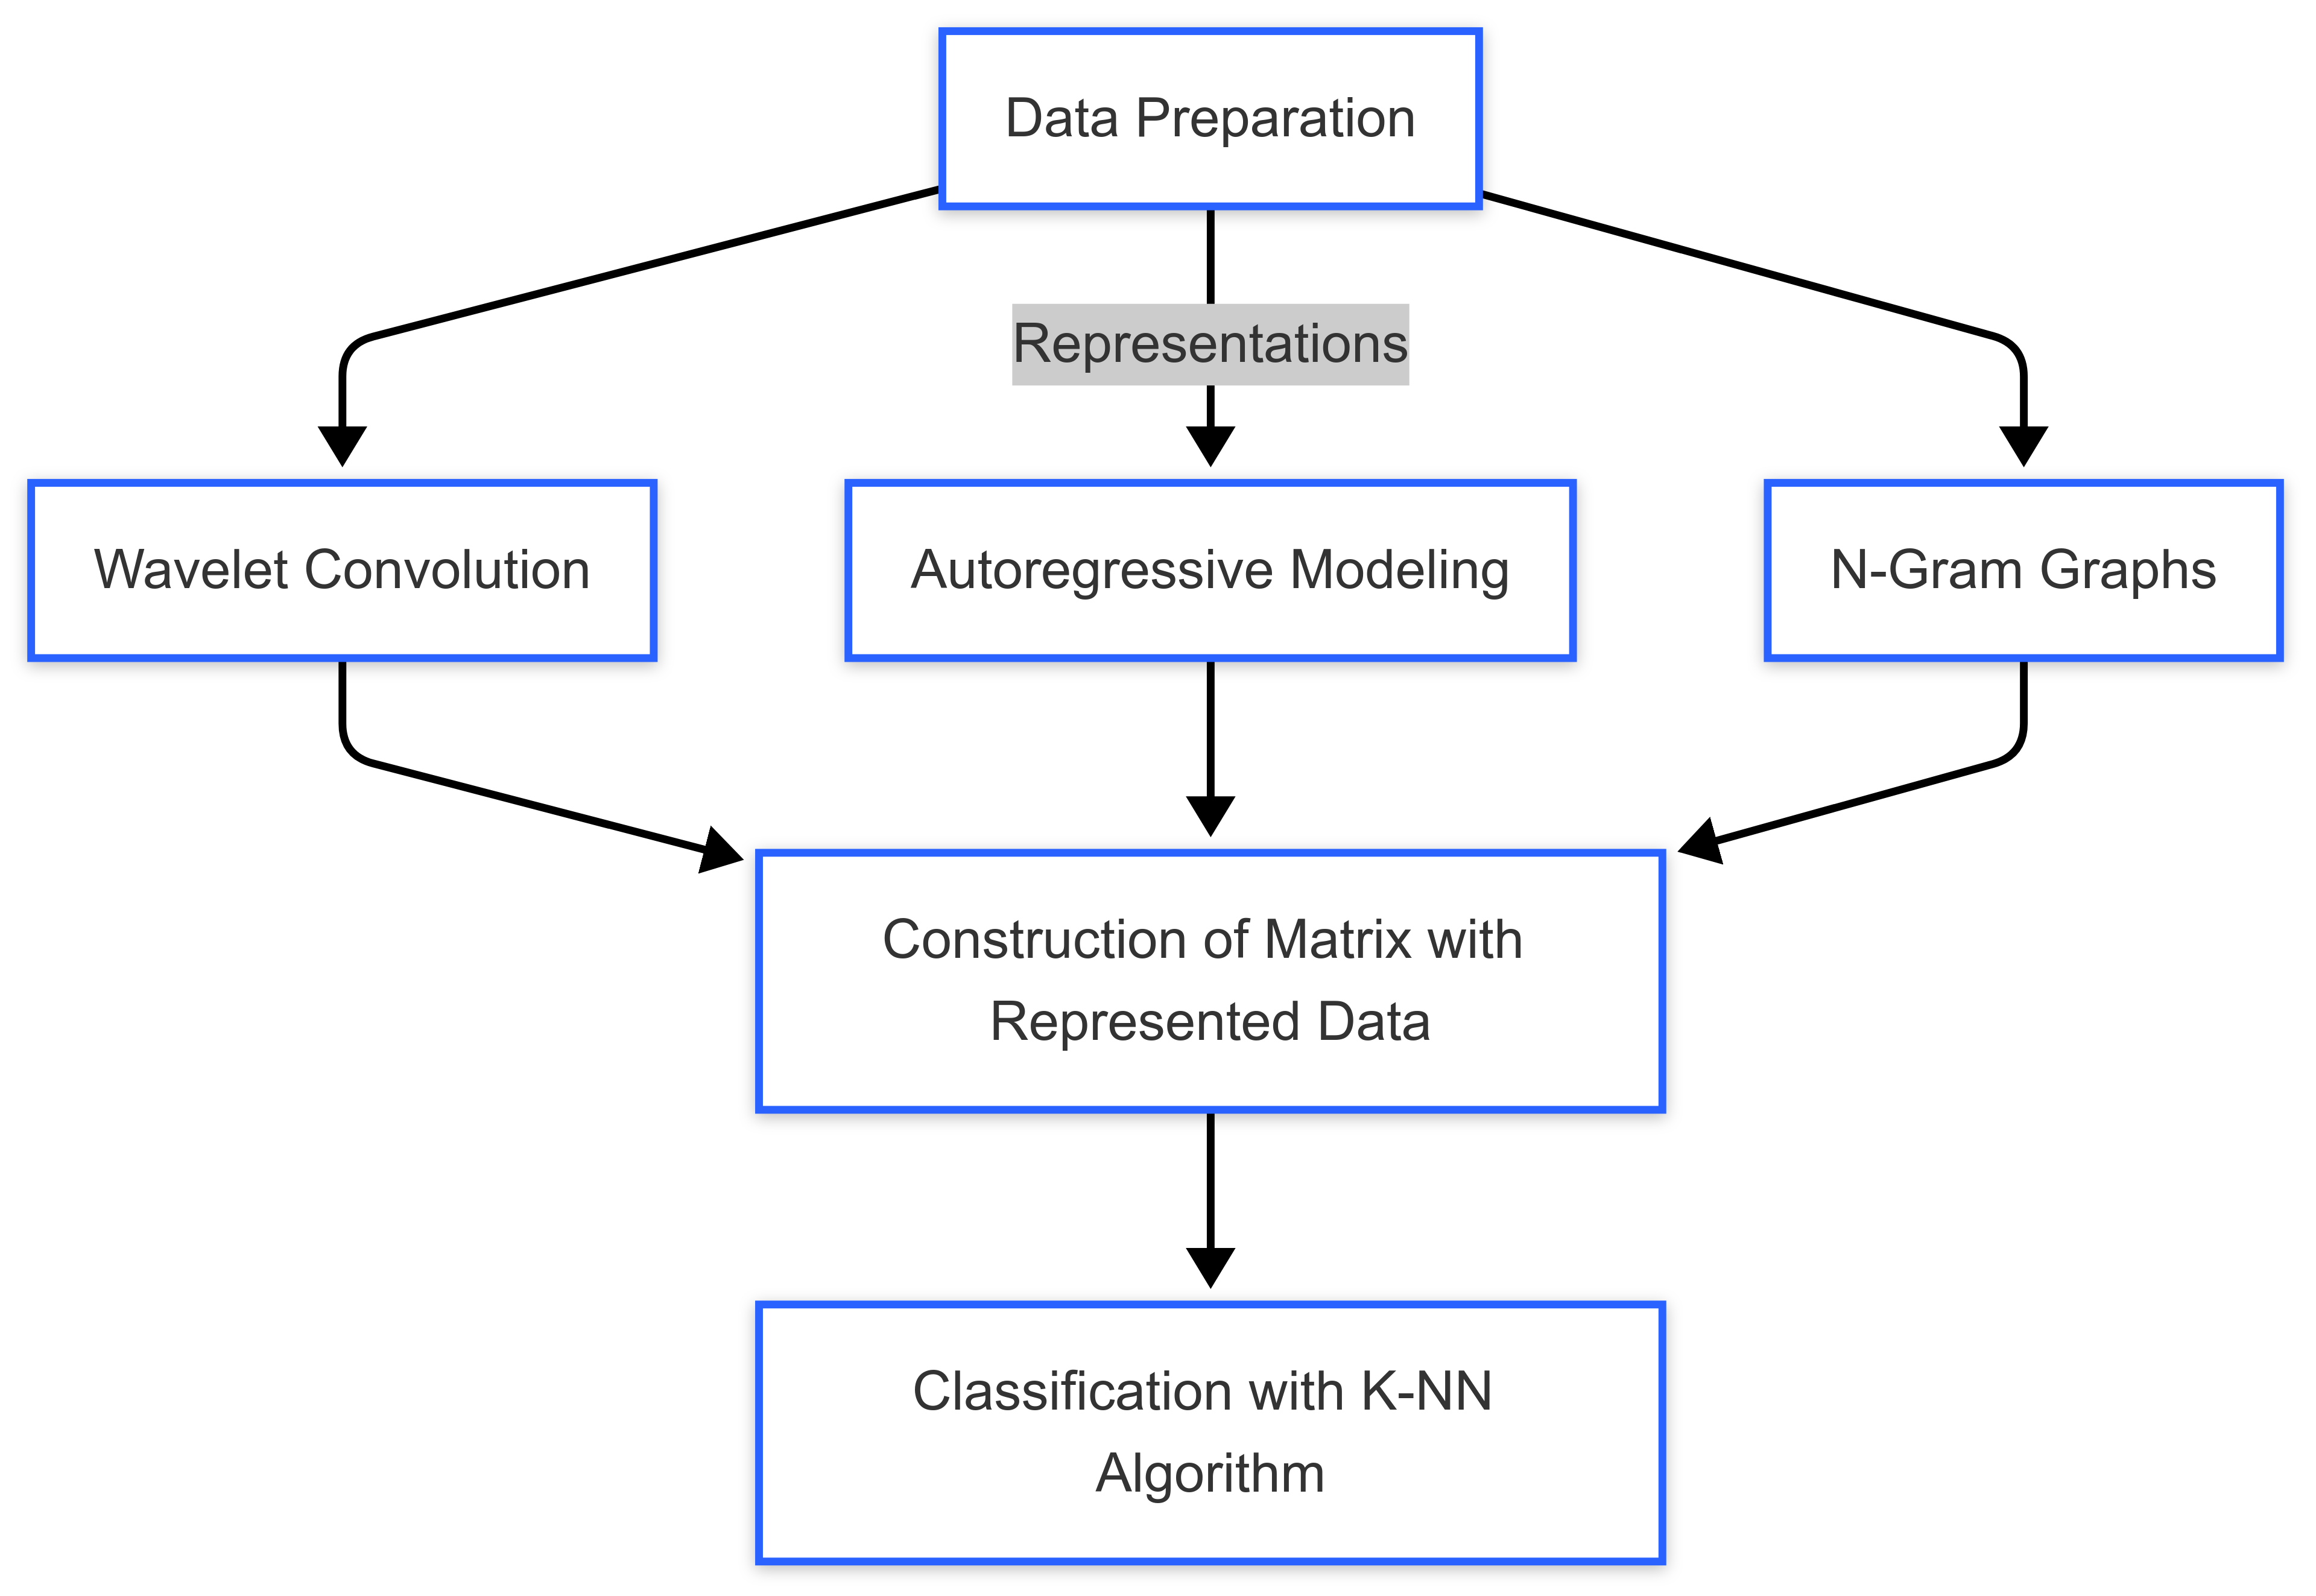 Data Preparation
Representations
Wavelet Convolution
Autoregressive Modeling
N-Gram Graphs
Construction of Matrix with
Represented Data
Classification with K-NN
Algorithm